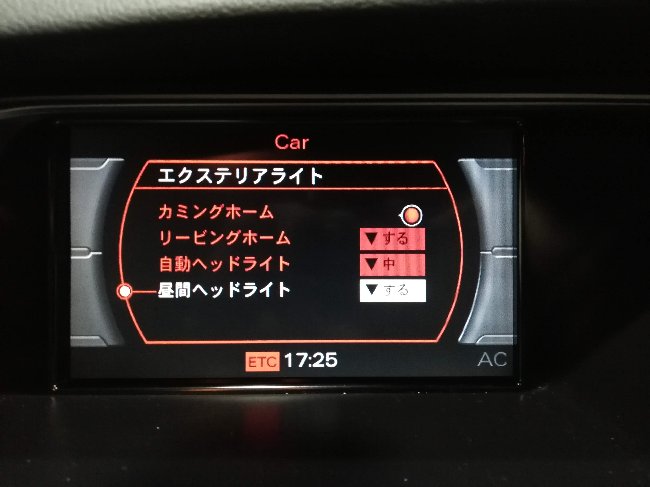 Car
エクステリアライト
カミングホーム
リービングホーム ▼する
自動ヘッドライト ▼中
昼間ヘッドライト ▼する
ETC 17:25 AC